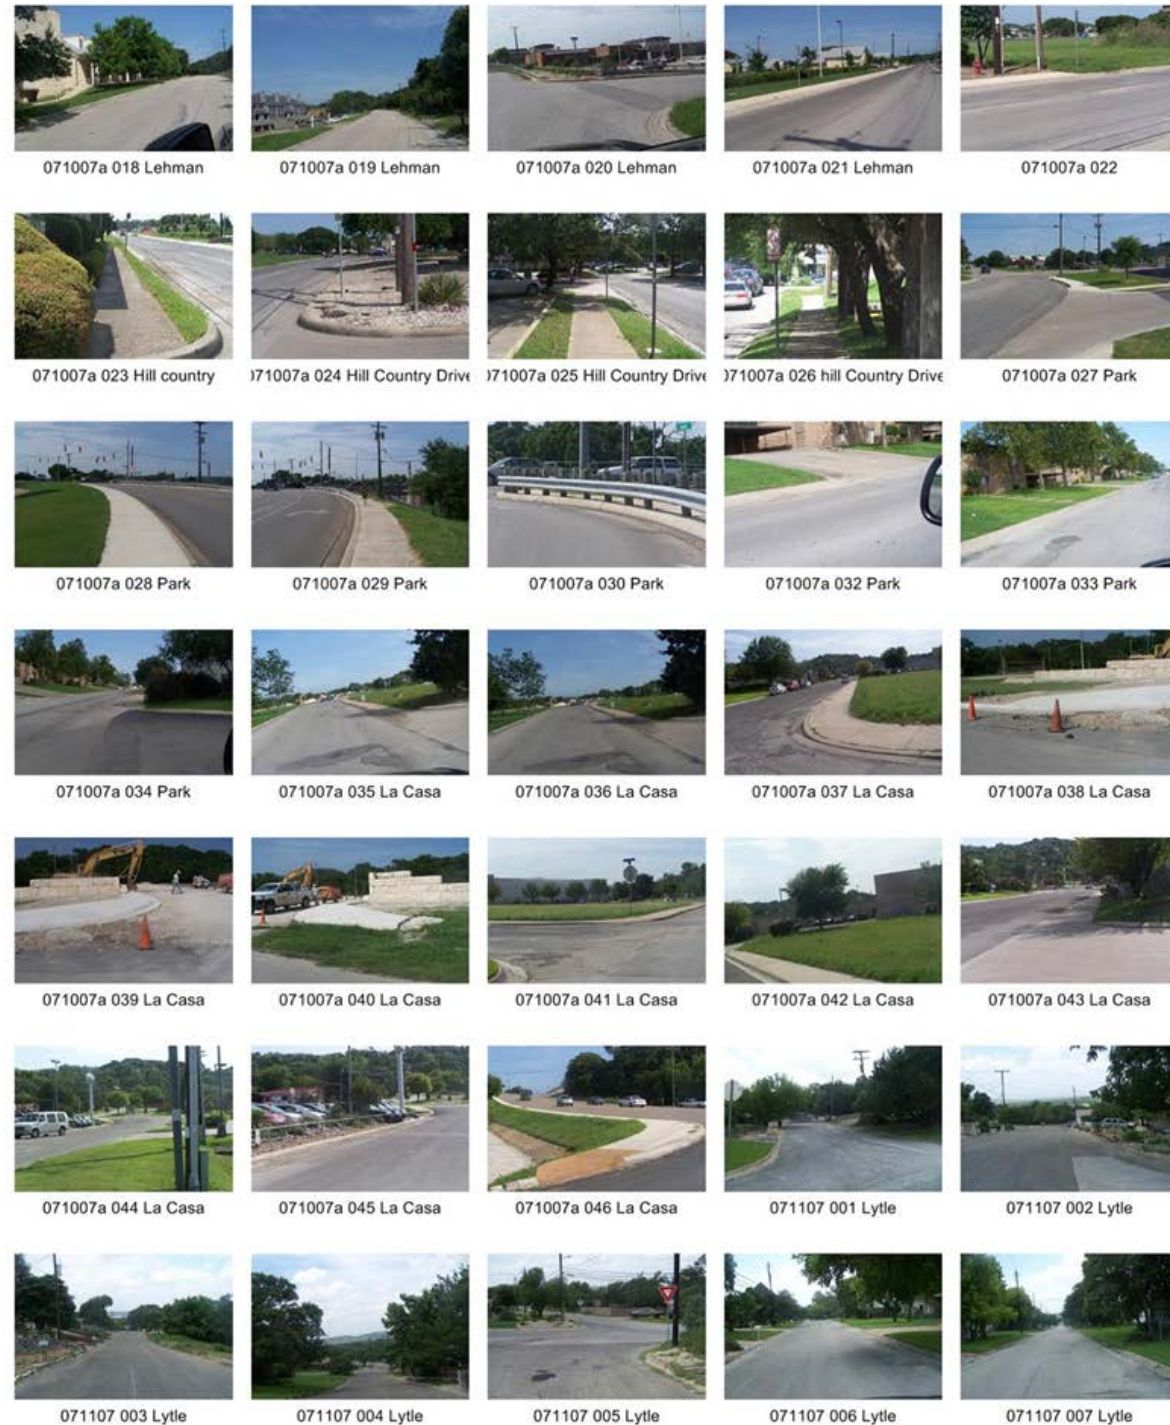 071007a 018 Lehman
071007a 019 Lehman
071007a 020 Lehman
071007a 021 Lehman
071007a 022
071007a 023 Hill country
071007a 024 Hill Country Drive
071007a 025 Hill Country Drive
071007a 026 hill Country Drive
071007a 027 Park
071007a 028 Park
071007a 029 Park
071007a 030 Park
071007a 032 Park
071007a 033 Park
071007a 034 Park
071007a 035 La Casa
071007a 036 La Casa
071007a 037 La Casa
071007a 038 La Casa
071007a 039 La Casa
071007a 040 La Casa
071007a 041 La Casa
071007a 042 La Casa
071007a 043 La Casa
071007a 044 La Casa
071007a 045 La Casa
071007a 046 La Casa
071107 001 Lytle
071107 002 Lytle
071107 003 Lytle
071107 004 Lytle
071107 005 Lytle
071107 006 Lytle
071107 007 Lytle